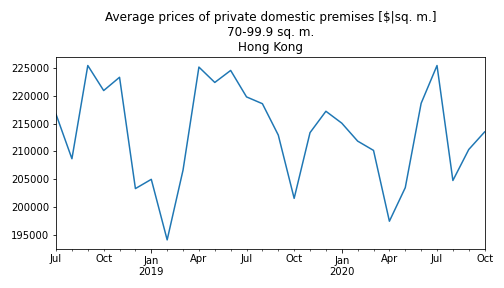 Average prices of private domestic premises [$|sq. m.]
70-99.9 sq. m.
Hong Kong
225000
220000
215000
210000
205000
200000
195000
Jul
Oct
Jan
2019
Apr
Jul
Oct
Jan
2020
Apr
Jul
Oct